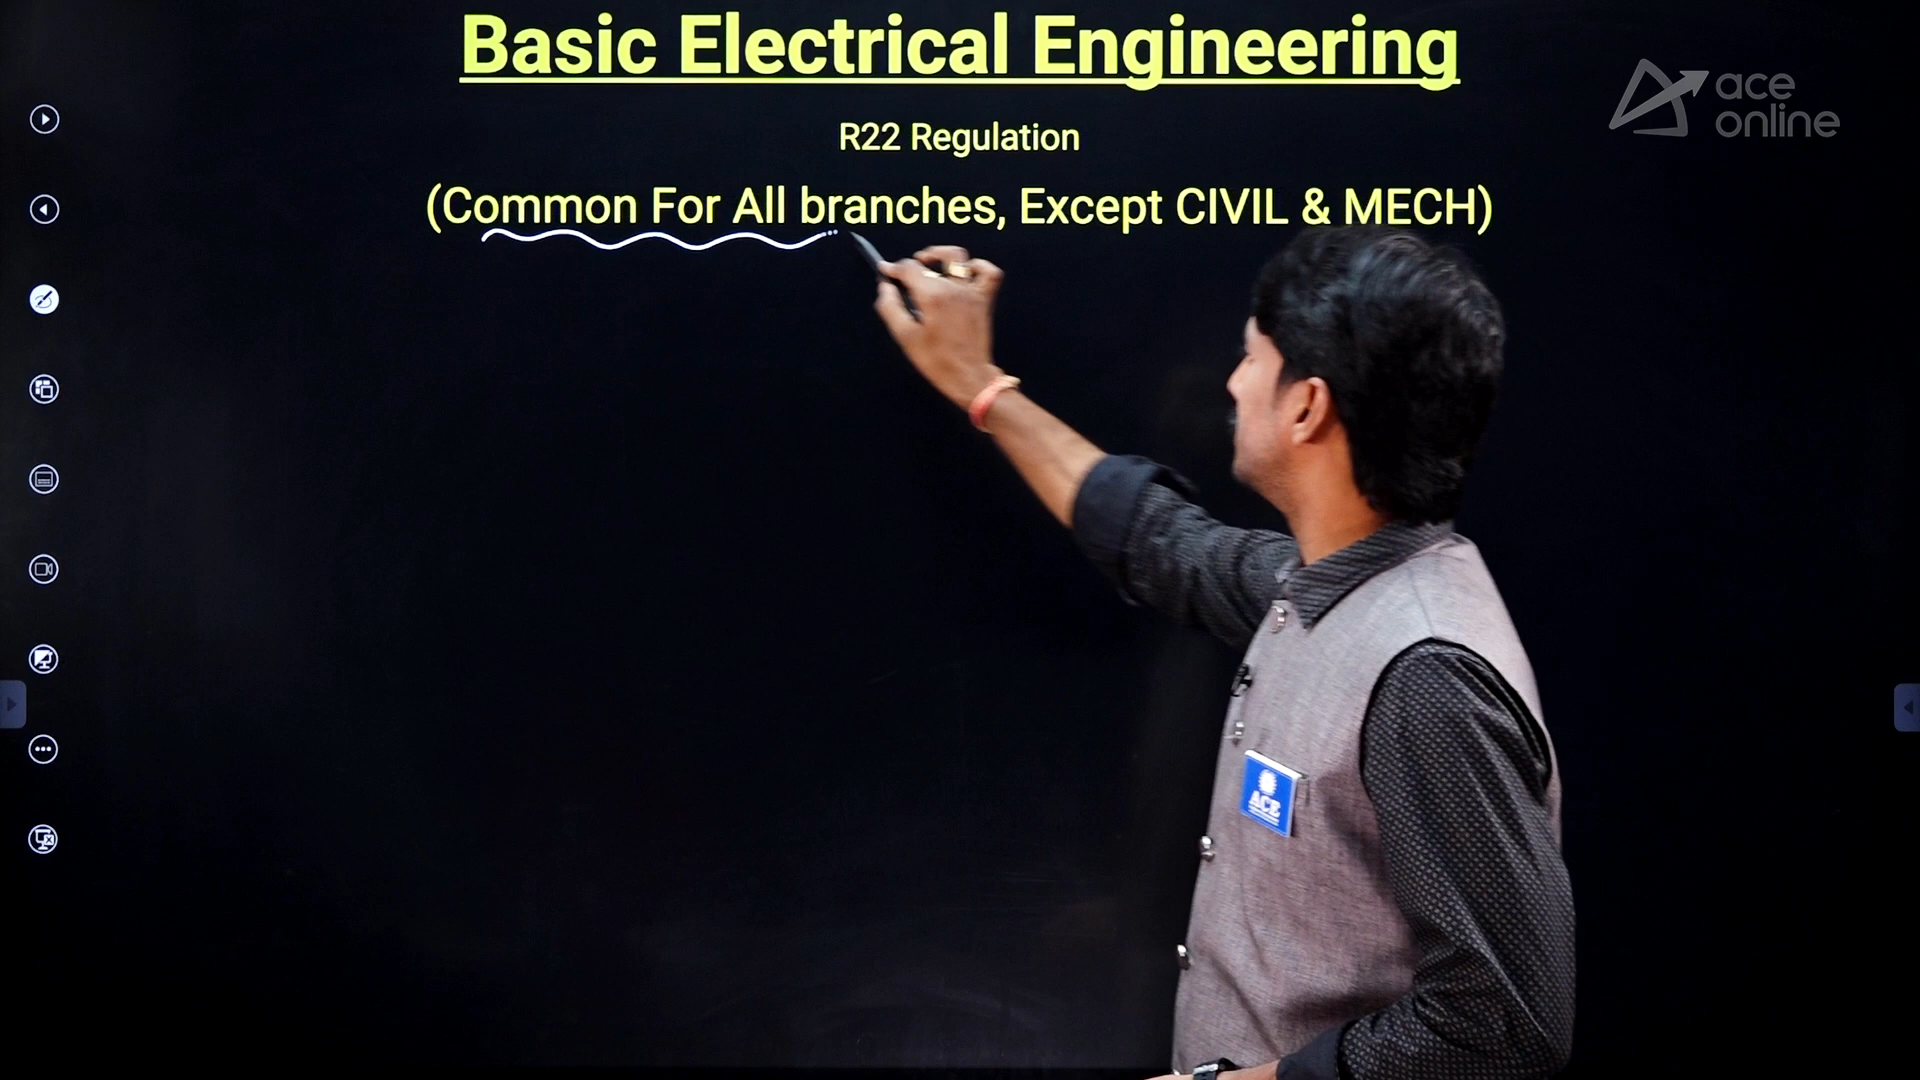 Basic Electrical Engineering
ace
online
R22 Regulation
(Common For All branches, Except CIVIL & MECH)
ACE